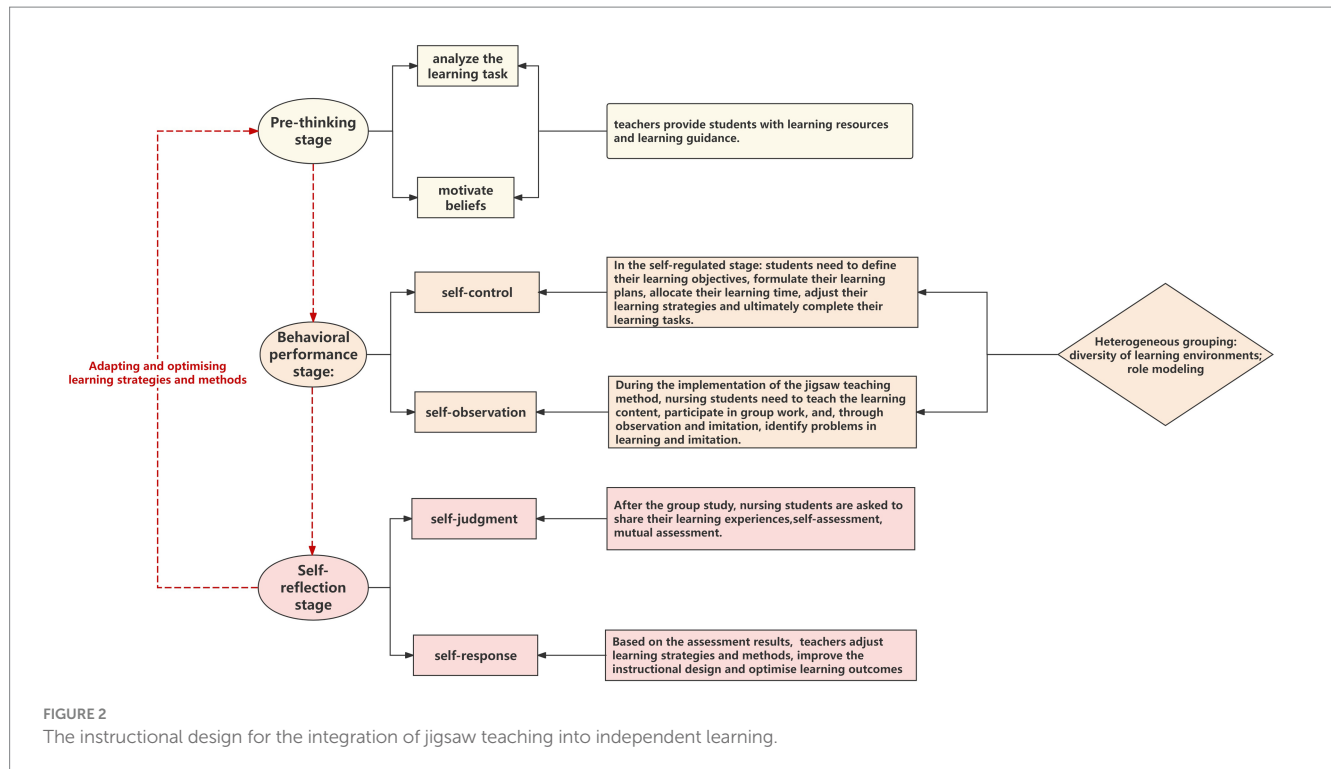 analyze the
learning task
Pre-thinking
stage
teachers provide students with learning resources
and learning guidance.
motivate
beliefs
self-control
In the self-regulated stage: students need to define
their learning objectives, formulate their learning
plans, allocate their learning time, adjust their
learning strategies and ultimately complete their
learning tasks.
Behavioral
performance
stage:
Heterogeneous grouping:
diversity of learning environments;
role modeling
Adapting and optimising
learning strategies and methods
self-observation
During the implementation of the jigsaw teaching
method, nursing students need to teach the learning
content, participate in group work, and, through
observation and imitation, identify problems in
learning and imitation.
self-judgment
After the group study, nursing students are asked to
share their learning experiences,self-assessment,
mutual assessment.
Self-
reflection
stage
self-response
Based on the assessment results, teachers adjust
learning strategies and methods, improve the
instructional design and optimise learning outcomes
FIGURE 2
The instructional design for the integration of jigsaw teaching into independent learning.